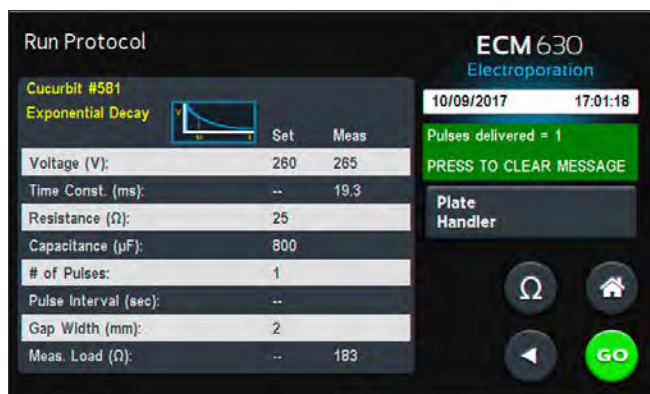 Run Protocol
ECM 630
Electroporation
Cucurbit #581
Exponential Decay
Set Meas
10/09/2017 17:01:18
Pulses delivered = 1
PRESS TO CLEAR MESSAGE
Voltage (V): 260 265
Time Const. (ms): -- 19.3
Resistance (Ω): 25
Capacitance (µF): 800
# of Pulses: 1
Pulse Interval (sec): --
Gap Width (mm): 2
Meas. Load (Ω): -- 183
Plate
Handler
Ω
GO